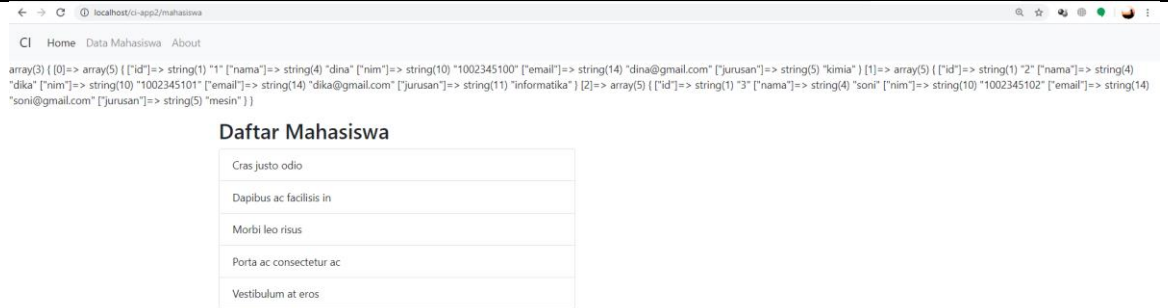 localhost/ci-app2/mahasiswa
CI Home Data Mahasiswa About
array(3) { [0]=> array(5) { ["id"]=> string(1) "1" ["nama"]=> string(4) "dina" ["nim"]=> string(10) "1002345100" ["email"]=> string(14) "dina@gmail.com" ["jurusan"]=> string(5) "kimia" } [1]=> array(5) { ["id"]=> string(1) "2" ["nama"]=> string(4)
"dika" ["nim"]=> string(10) "1002345101" ["email"]=> string(14) "dika@gmail.com" ["jurusan"]=> string(11) "informatika" } [2]=> array(5) { ["id"]=> string(1) "3" ["nama"]=> string(4) "soni" ["nim"]=> string(10) "1002345102" ["email"]=> string(14)
"soni@gmail.com" ["jurusan"]=> string(5) "mesin" } }
Daftar Mahasiswa
Cras justo odio
Dapibus ac facilisis in
Morbi leo risus
Porta ac consectetur ac
Vestibulum at eros